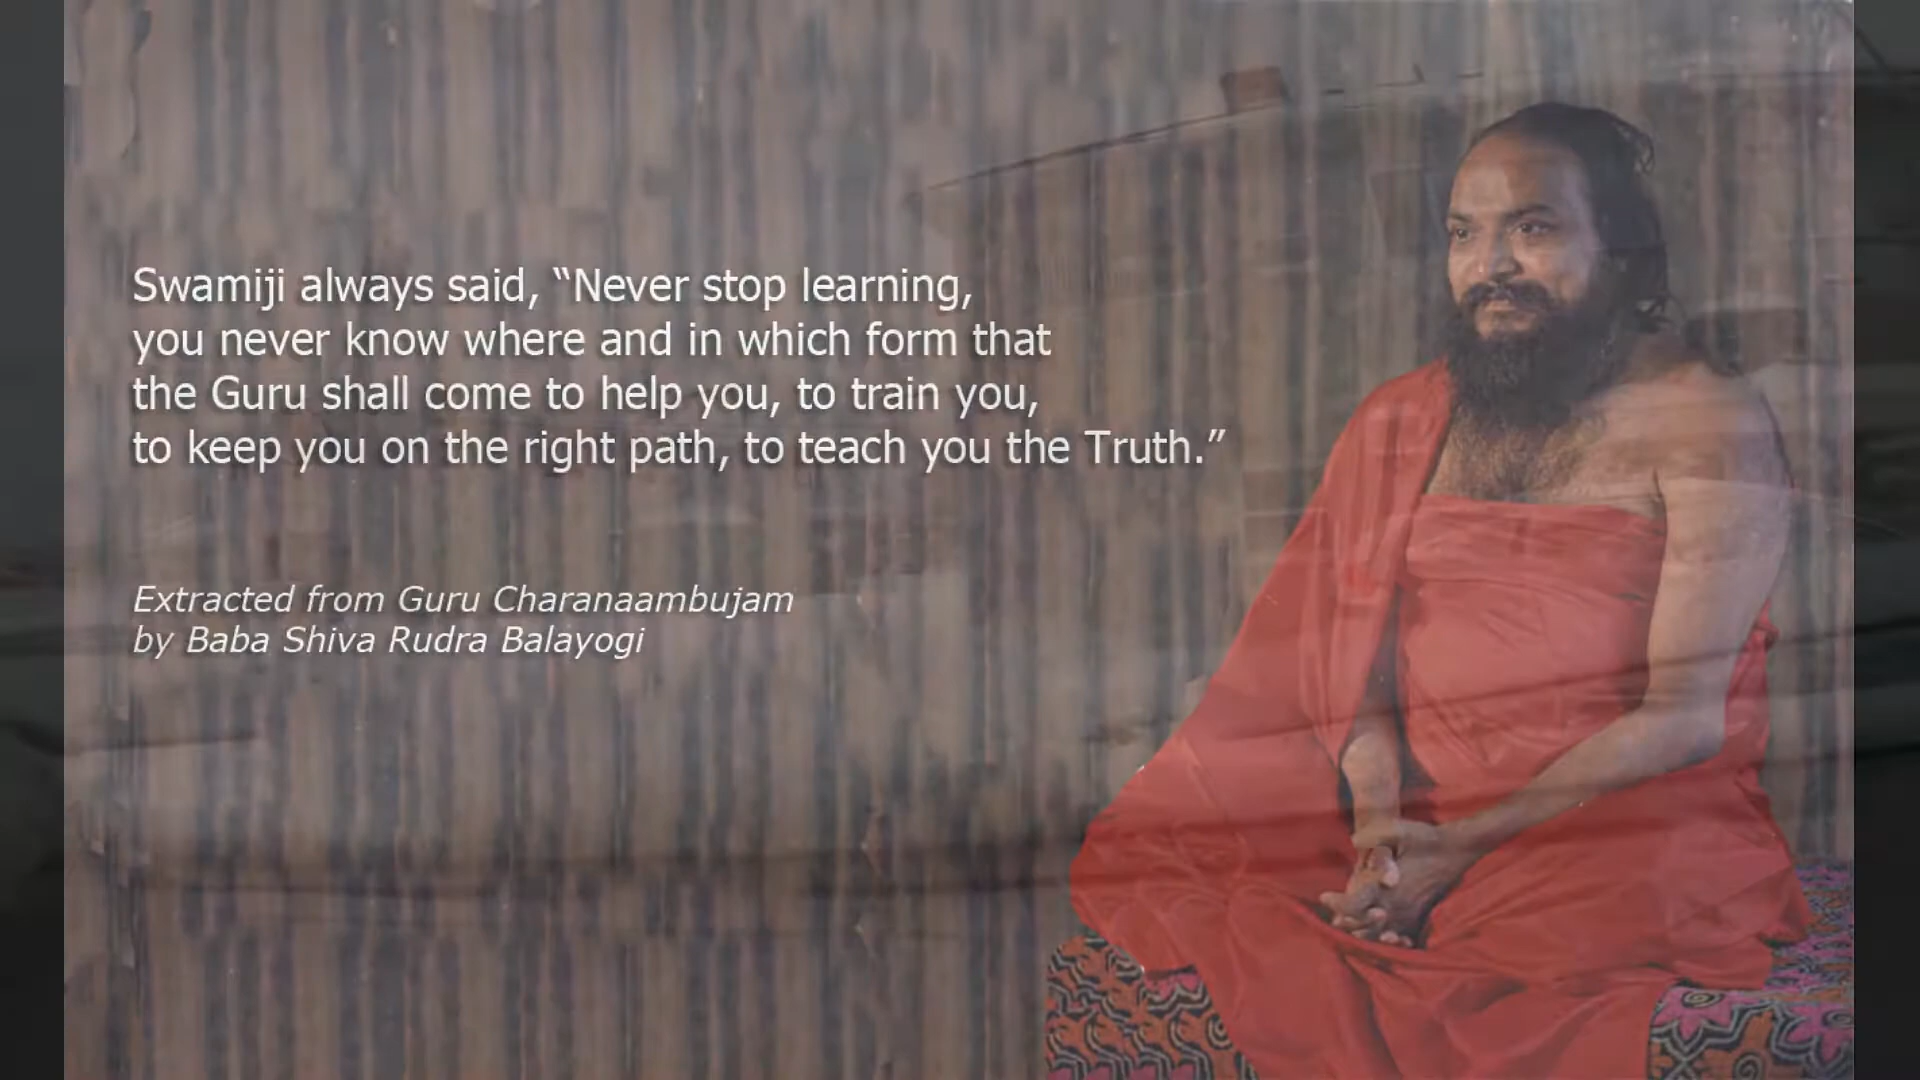 Swamiji always said, “Never stop learning,
you never know where and in which form that
the Guru shall come to help you, to train you,
to keep you on the right path, to teach you the Truth.”
Extracted from Guru Charanaambujam
by Baba Shiva Rudra Balayogi